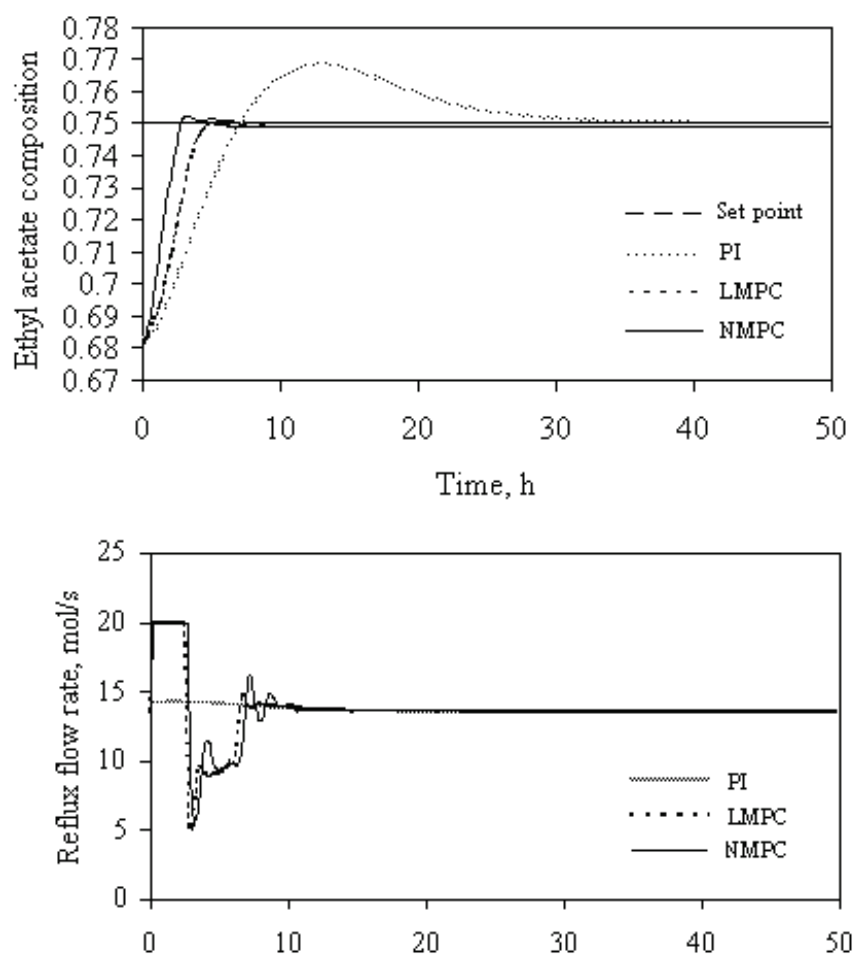 Ethyl acetate composition
0.78
0.77
0.76
0.75
0.74
0.73
0.72
0.71
0.7
0.69
0.68
0.67
Set point
PI
LMPC
NMPC
0 10 20 30 40 50
Time, h
Reflux flow rate, mol/s
25
20
15
10
5
0
PI
LMPC
NMPC
0 10 20 30 40 50